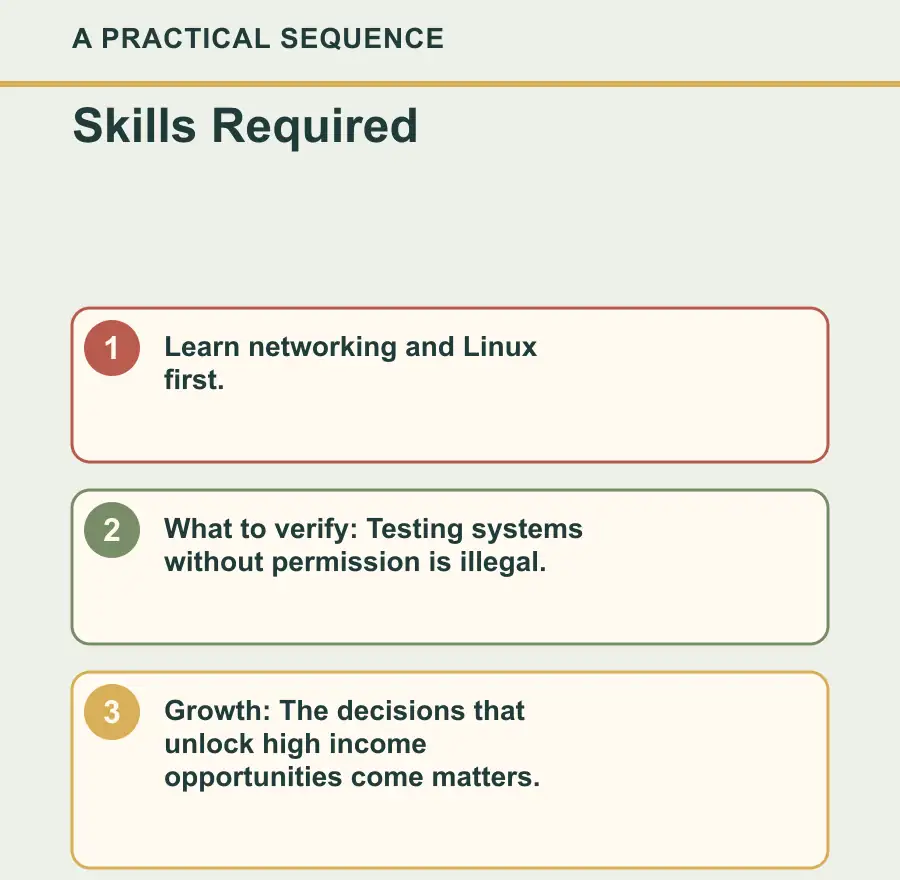 A PRACTICAL SEQUENCE
Skills Required
1
Learn networking and Linux
first.
2
What to verify: Testing systems
without permission is illegal.
3
Growth: The decisions that
unlock high income
opportunities come matters.